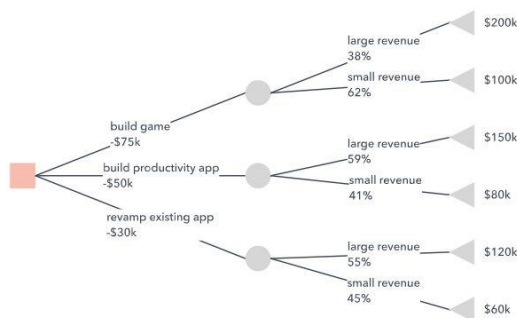 build game
-$75k
large revenue
38%
$200k
small revenue
62%
$100k
build productivity app
-$50k
large revenue
59%
$150k
small revenue
41%
$80k
revamp existing app
-$30k
large revenue
55%
$120k
small revenue
45%
$60k